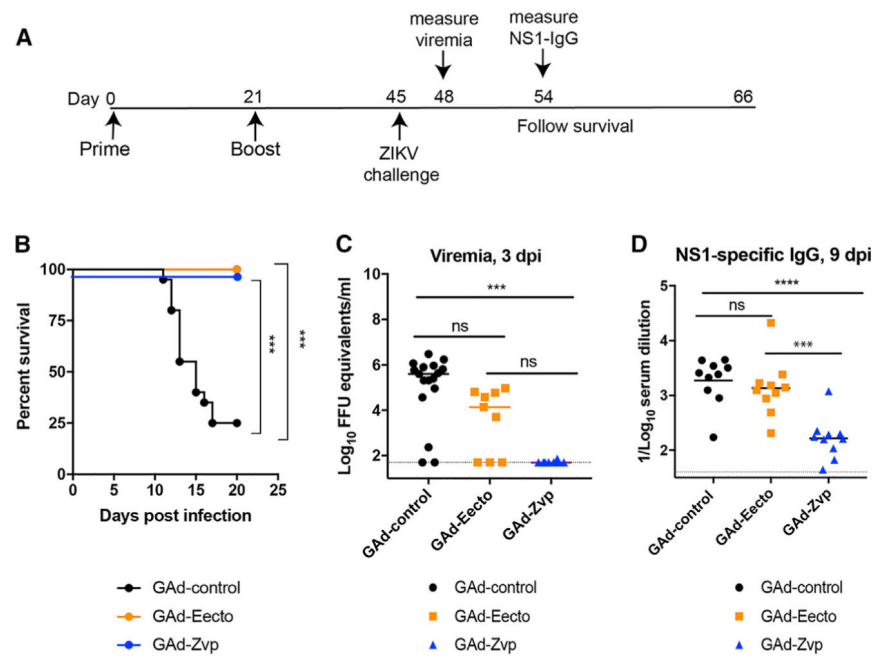 A
measure
viremia
measure
NS1-IgG
Day 0 21 45 48 54 66
Prime
Boost
ZIKV
challenge
Follow survival
B
Percent survival
100
75
50
25
0
0 5 10 15 20 25
Days post infection
***
***
GAd-control
GAd-Eecto
GAd-Zvp
C
Viremia, 3 dpi
Log10 FFU equivalents/ml
10
8
6
4
2
***
ns
ns
GAd-control
GAd-Eecto
GAd-Zvp
GAd-control
GAd-Eecto
GAd-Zvp
D
NS1-specific IgG, 9 dpi
1/Log10 serum dilution
5
4
3
2
****
ns
***
GAd-control
GAd-Eecto
GAd-Zvp
GAd-control
GAd-Eecto
GAd-Zvp